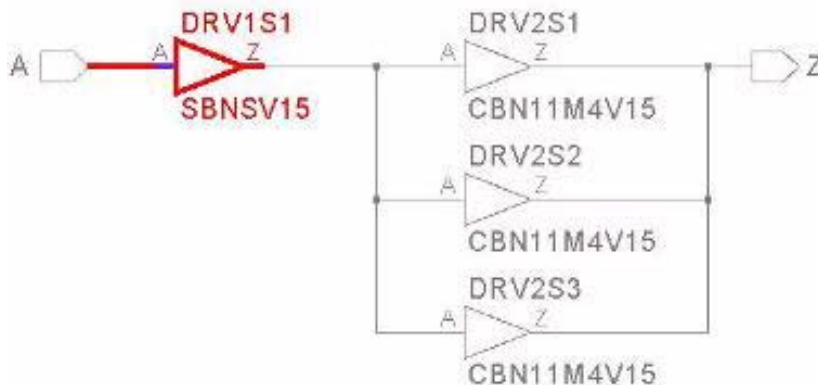 DRV1S1
DRV2S1
A
A
Z
A
Z
Z
SBNSV15
CBN11M4V15
DRV2S2
A
Z
CBN11M4V15
DRV2S3
A
Z
CBN11M4V15